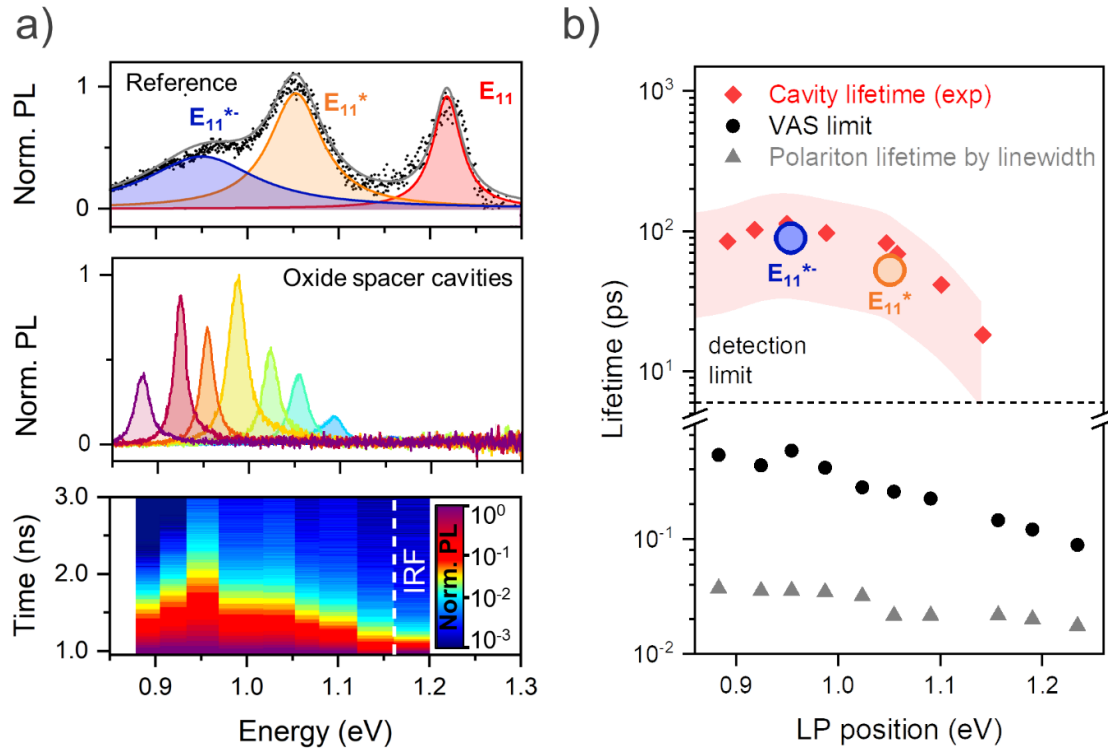 a)
Norm. PL
1
0
Reference
E₁₁*-
E₁₁*
E₁₁
Norm. PL
1
0
Oxide spacer cavities
Time (ns)
3.0
2.0
1.0
IRF
Norm. PL
10⁰
10⁻¹
10⁻²
10⁻³
0.9 1.0 1.1 1.2 1.3
Energy (eV)
b)
Lifetime (ps)
10³
10²
10¹
10⁻¹
10⁻²
Cavity lifetime (exp)
VAS limit
Polariton lifetime by linewidth
E₁₁*-
E₁₁*
detection
limit
0.9 1.0 1.1 1.2
LP position (eV)